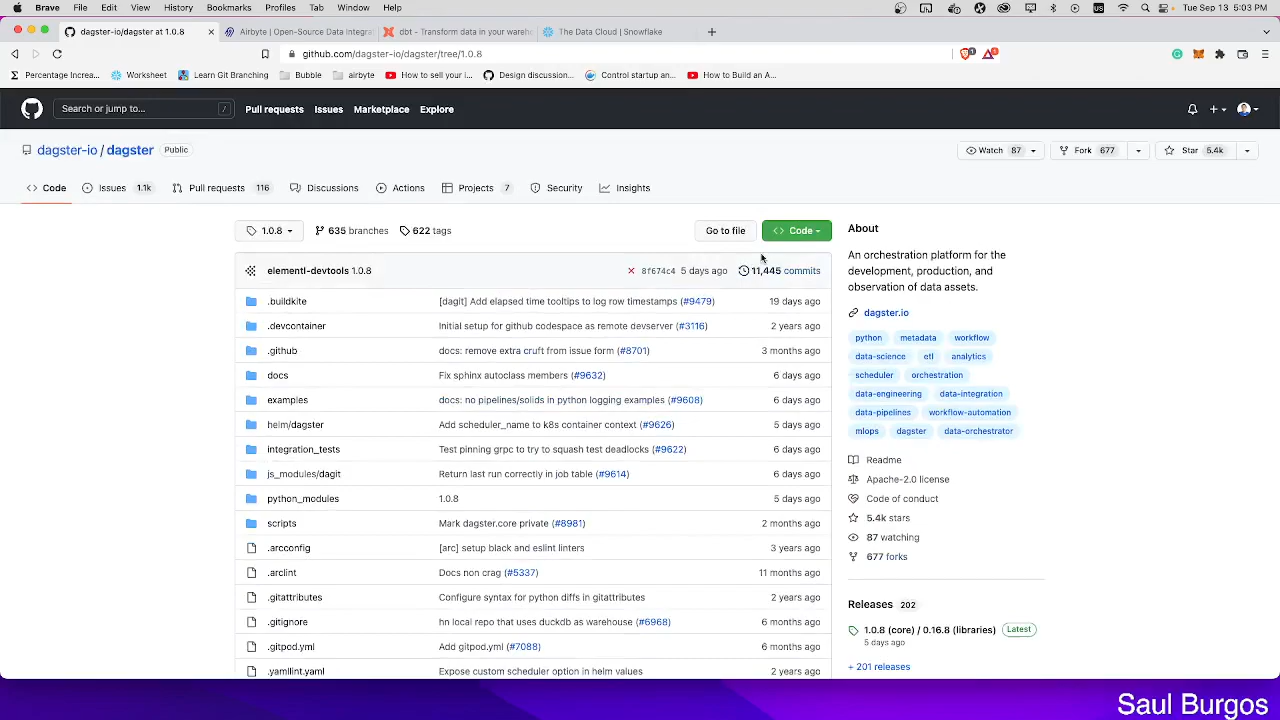 Brave File Edit View History Bookmarks Profiles Tab Window Help
Tue Sep 13 5:03 PM
dagster-io/dagster at 1.0.8
Airbyte | Open-Source Data Integra
dbt - Transform data in your wareh
The Data Cloud | Snowflake
github.com/dagster-io/dagster/tree/1.0.8
Percentage Increa...
Worksheet
Learn Git Branching
Bubble
airbyte
How to sell your i...
Design discussion...
Control startup an...
How to Build an A...
Search or jump to... /
Pull requests Issues Marketplace Explore
dagster-io / dagster Public
Watch 87
Fork 677
Star 5.4k
Code
Issues 1.1k
Pull requests 116
Discussions
Actions
Projects 7
Security
Insights
1.0.8
635 branches
622 tags
Go to file
Code
elementl-devtools 1.0.8 8f674c4 5 days ago 11,445 commits
.buildkite [dagit] Add elapsed time tooltips to log row timestamps (#9479) 19 days ago
.devcontainer Initial setup for github codespace as remote devserver (#3116) 2 years ago
.github docs: remove extra cruft from issue form (#8701) 3 months ago
docs Fix sphinx autoclass members (#9632) 6 days ago
examples docs: no pipelines/solids in python logging examples (#9608) 6 days ago
helm/dagster Add scheduler_name to k8s container context (#9626) 5 days ago
integration_tests Test pinning grpc to try to squash test deadlocks (#9622) 6 days ago
js_modules/dagit Return last run correctly in job table (#9614) 6 days ago
python_modules 1.0.8 5 days ago
scripts Mark dagster.core private (#8981) 2 months ago
.arcconfig [arc] setup black and eslint linters 3 years ago
.arclint Docs non crag (#5337) 11 months ago
.gitattributes Configure syntax for python diffs in gitattributes 2 years ago
.gitignore hn local repo that uses duckdb as warehouse (#6968) 6 months ago
.gitpod.yml Add gitpod.yml (#7088) 6 months ago
.yamllint.yaml Expose custom scheduler option in helm values 2 years ago
About
An orchestration platform for the
development, production, and
observation of data assets.
dagster.io
python metadata workflow
data-science etl analytics
scheduler orchestration
data-engineering data-integration
data-pipelines workflow-automation
mlops dagster data-orchestrator
Readme
Apache-2.0 license
Code of conduct
5.4k stars
87 watching
677 forks
Releases 202
1.0.8 (core) / 0.16.8 (libraries) Latest
5 days ago
+ 201 releases
Saul Burgos